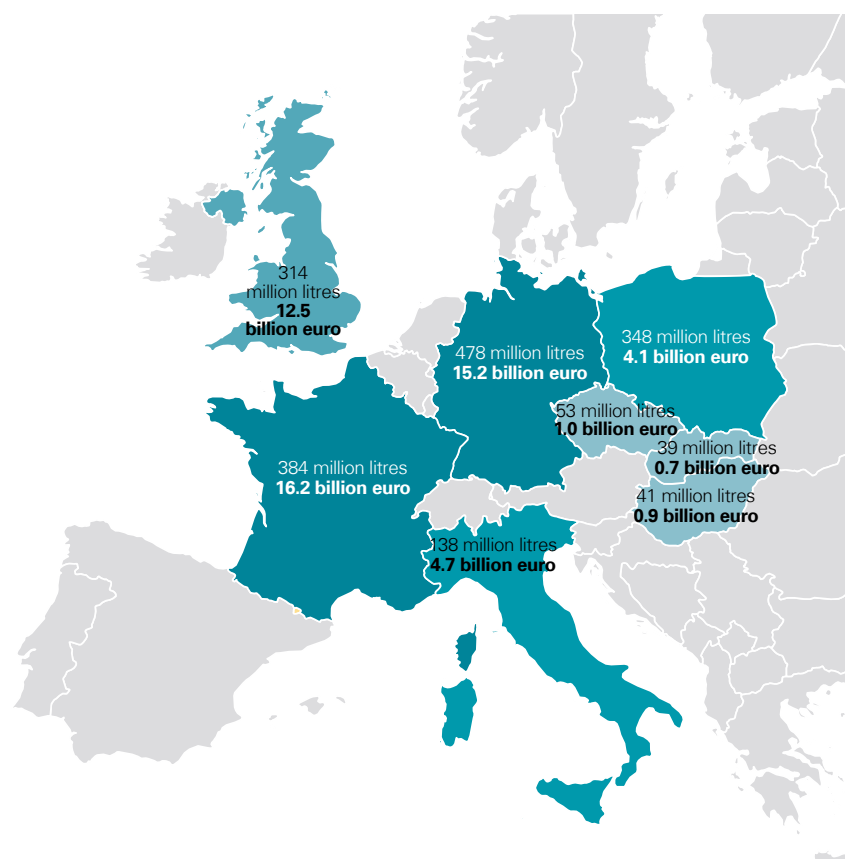 314
million litres
12.5
billion euro
348 million litres
4.1 billion euro
478 million litres
15.2 billion euro
53 million litres
1.0 billion euro
39 million litres
0.7 billion euro
384 million litres
16.2 billion euro
41 million litres
0.9 billion euro
138 million litres
4.7 billion euro